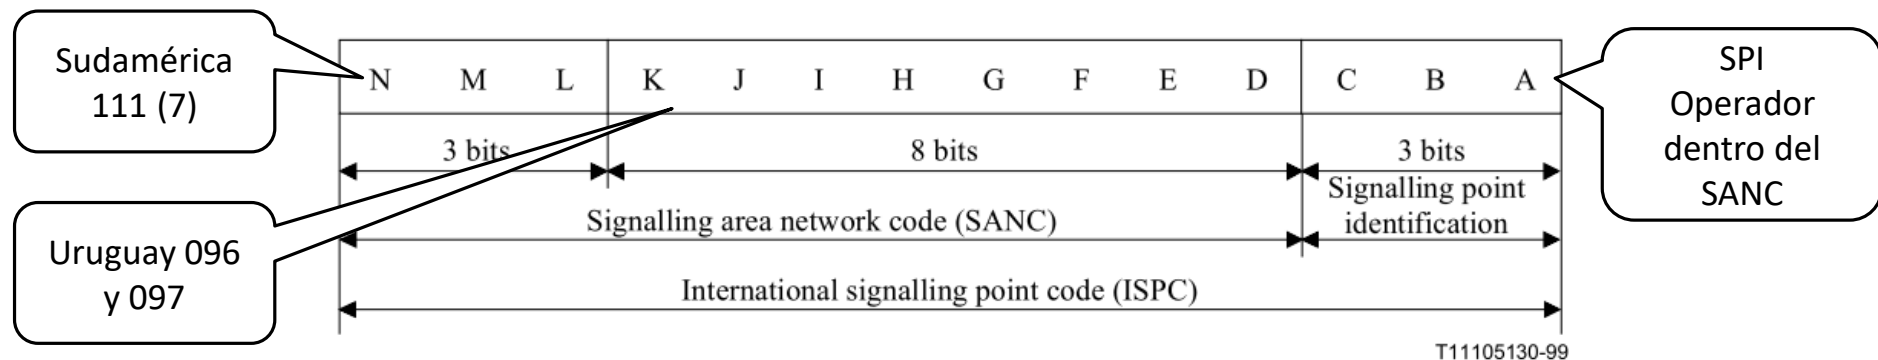 Sudamérica
111 (7)
N M L K J I H G F E D C B A
SPI
Operador
dentro del
SANC
3 bits 8 bits 3 bits
Signalling point
identification
Signalling area network code (SANC)
Uruguay 096
y 097
International signalling point code (ISPC)
T11105130-99